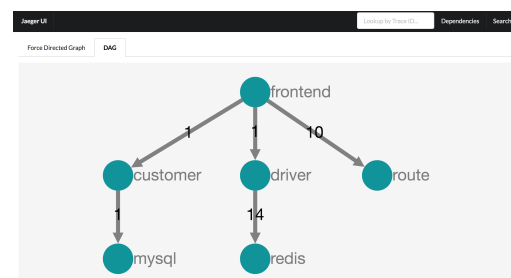 Jaeger UI Lookup by Trace ID... Dependencies Search
Force Directed Graph DAG
frontend
1 1 10
customer driver route
1 14
mysql redis